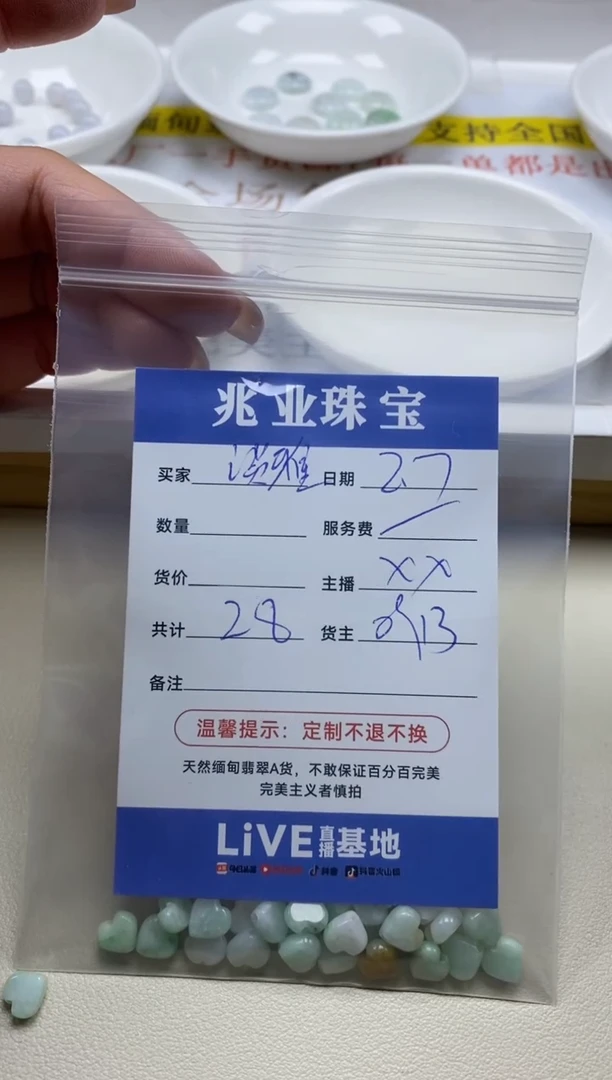 支持全国
兆业珠宝
买家 淡雅 日期 2.7
数量 服务费 /
货价 主播 XX
共计 28 货主
备注
温馨提示：定制不退不换
天然缅甸翡翠A货，不敢保证百分百完美
完美主义者慎拍
LiVE直播基地